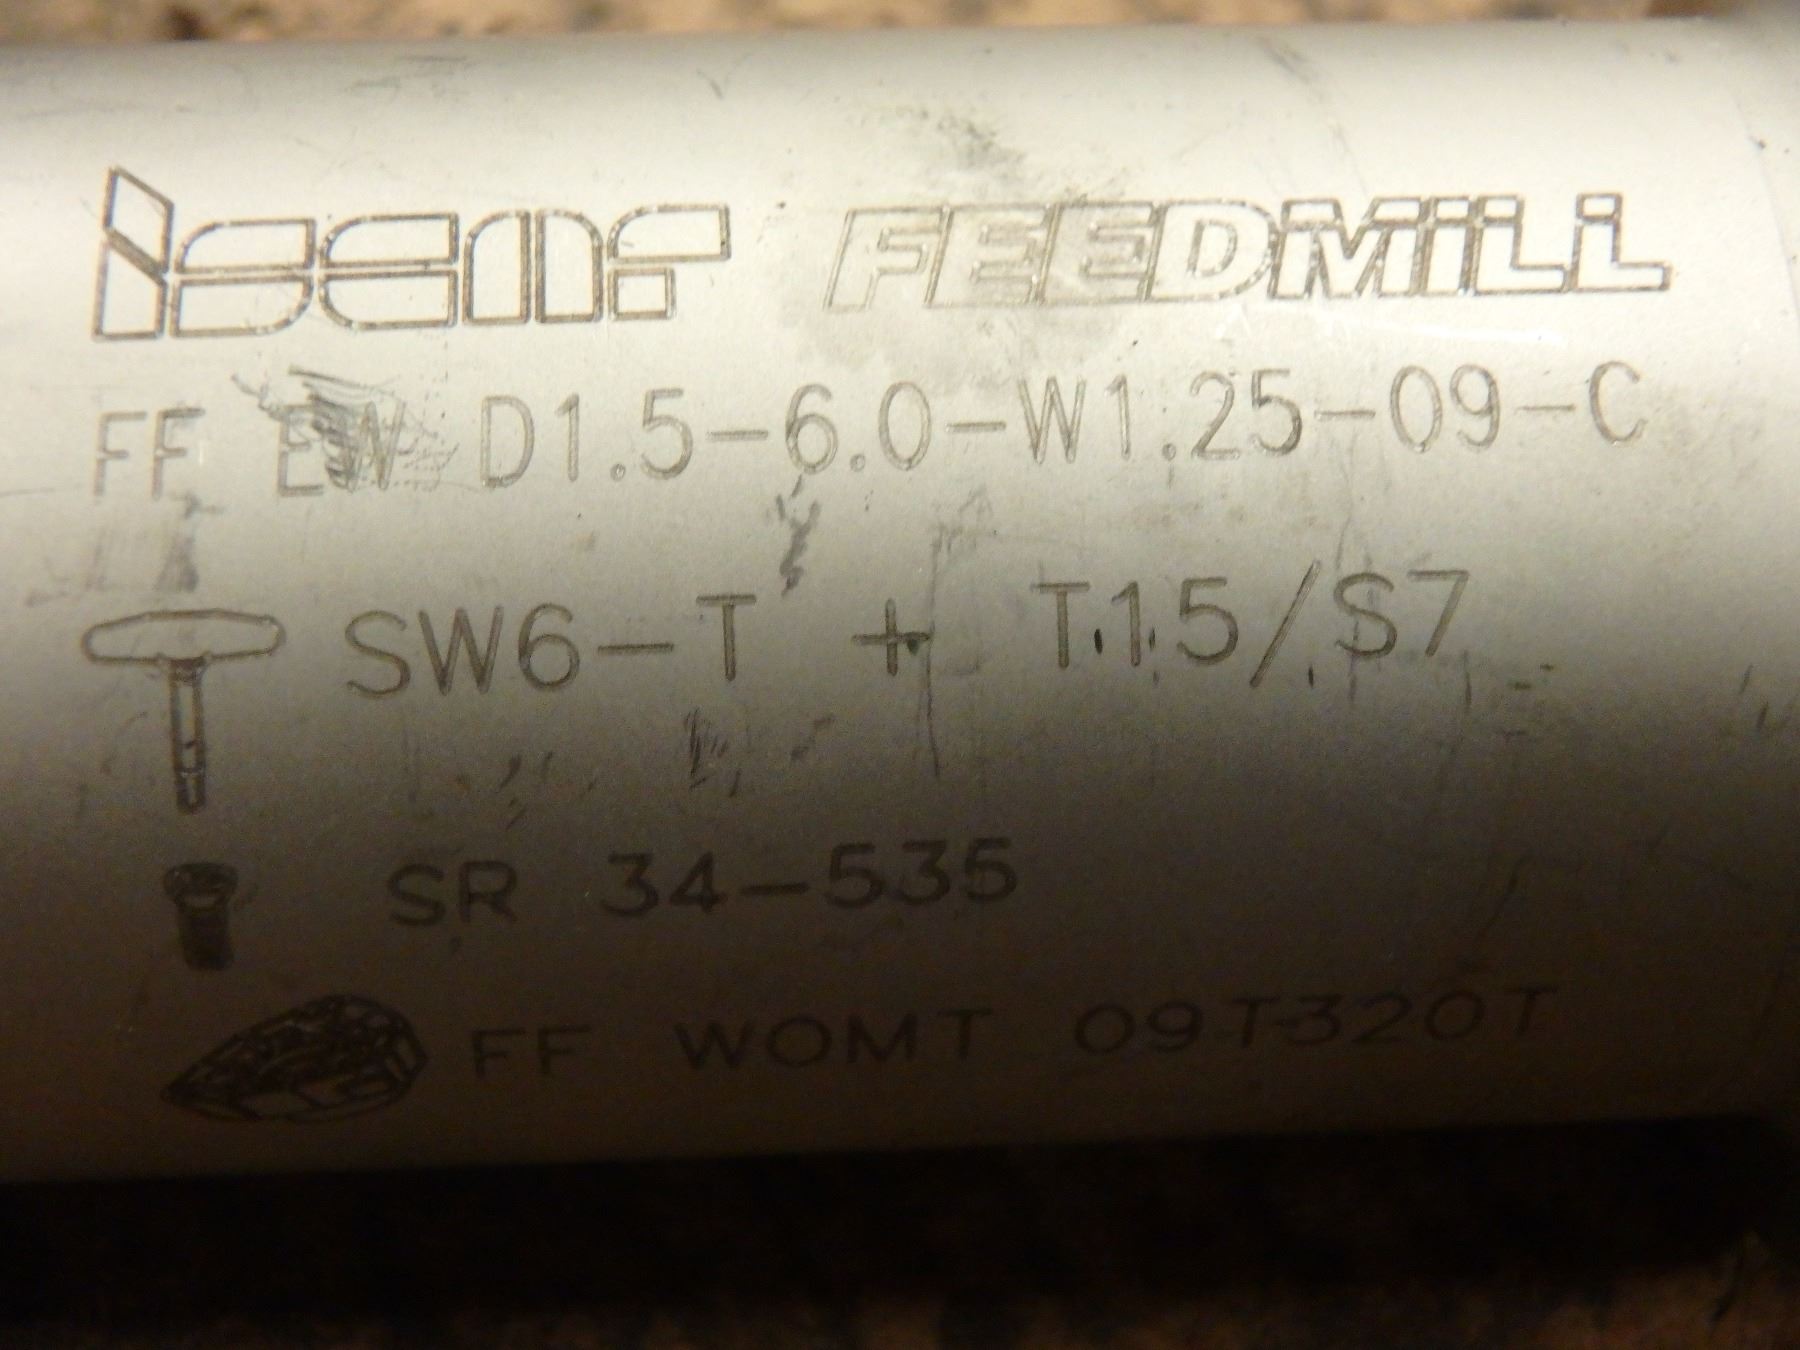 iscar FEEDMILL
FF EW D1.5-6.0-W1.25-09-C
SW6-T + T15/S7
SR 34-535
FF WOMT 09T320T